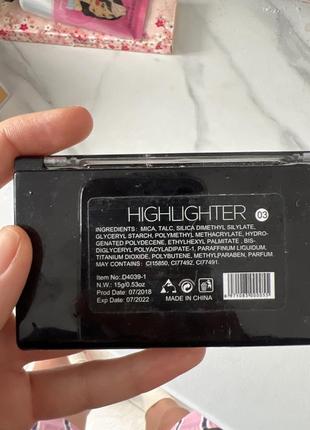 HIGHLIGHTER 03
INGREDIENTS : MICA, TALC, SILICA DIMETHYL SILYLATE,
GLYCERYL STARCH, POLYMETHYL METHACRYLATE, HYDRO-
GENATED POLYDECENE, ETHYLHEXYL PALMITATE , BIS-
DIGLYCERYL POLYACYLADIPATE-1, PARAFFINUM LIQUIDUM,
TITANIUM DIOXIDE, POLYBUTENE, METHYLPARABEN, PARFUM
MAY CONTAINS : CI15850, CI77492, CI77491.
Item No.:D4039-1
N.W.: 15g/0.53oz
Prod 07/2018
Exp 07/2022
MADE IN CHINA